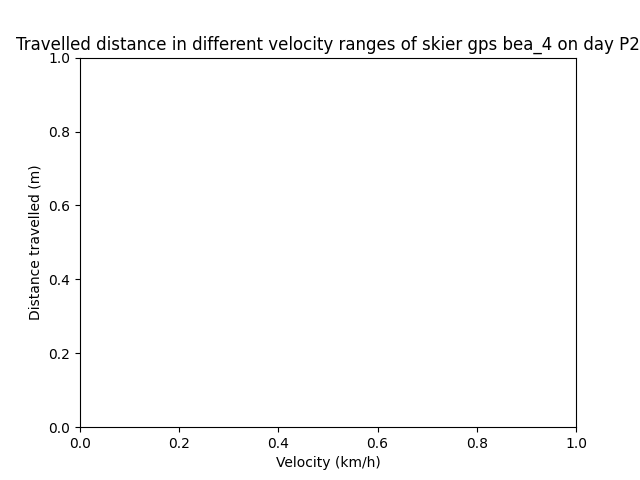 Travelled distance in different velocity ranges of skier gps bea_4 on day P2
1.0
0.8
0.6
0.4
0.2
0.0
Distance travelled (m)
0.0 0.2 0.4 0.6 0.8 1.0
Velocity (km/h)